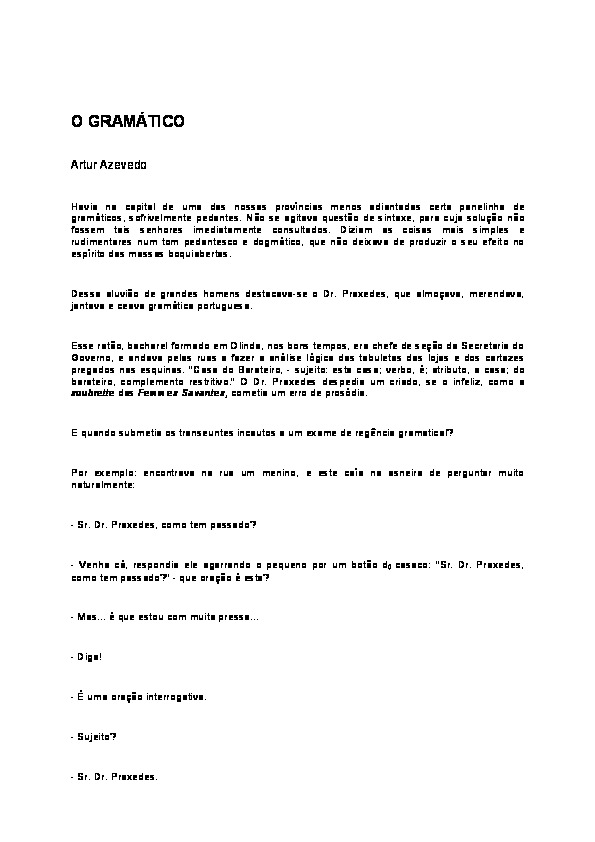 O GRAMÁTICO
Artur Azevedo
Havia na capital de uma das nossas províncias menos adiantadas certa panelinha de
gramáticos, sofrivelmente pedantes. Não se agitava questão de sintaxe, para cuja solução não
fossem tais senhores imediatamente consultados. Diziam as coisas mais simples e
rudimentares num tom pedantesco e dogmático, que não deixava de produzir o seu efeito no
espírito das massas boquiabertas.
Dessa aluvião de grandes homens destacava-se o Dr. Praxedes, que almoçava, merendava,
jantava e ceava gramática portuguesa.
Esse ratão, bacharel formado em Olinda, nos bons tempos, era chefe de seção da Secretaria do
Governo, e andava pelas ruas a fazer a análise lógica das tabuletas das lojas e dos cartazes
pregados nas esquinas. "Casa do Barateiro, - sujeito: esta casa; verbo, é; atributo, a casa; do
barateiro, complemento restritivo." O Dr. Praxedes despedia um criado, se o infeliz, como a
soubrette das Femmes Savantes, cometia um erro de prosódia.
E quando submetia os transeuntes incautos a um exame de regência gramatical?
Por exemplo: encontrava na rua um menino, e este caía na asneira de perguntar muito
naturalmente:
- Sr. Dr. Praxedes, como tem passado?
- Venha cá, respondia ele agarrando o pequeno por um botão do casaco: "Sr. Dr. Praxedes,
como tem passado?" - que oração é esta?
- Mas... é que estou com muita pressa...
- Diga!
- É uma oração interrogativa.
- Sujeito?
- Sr. Dr. Praxedes.